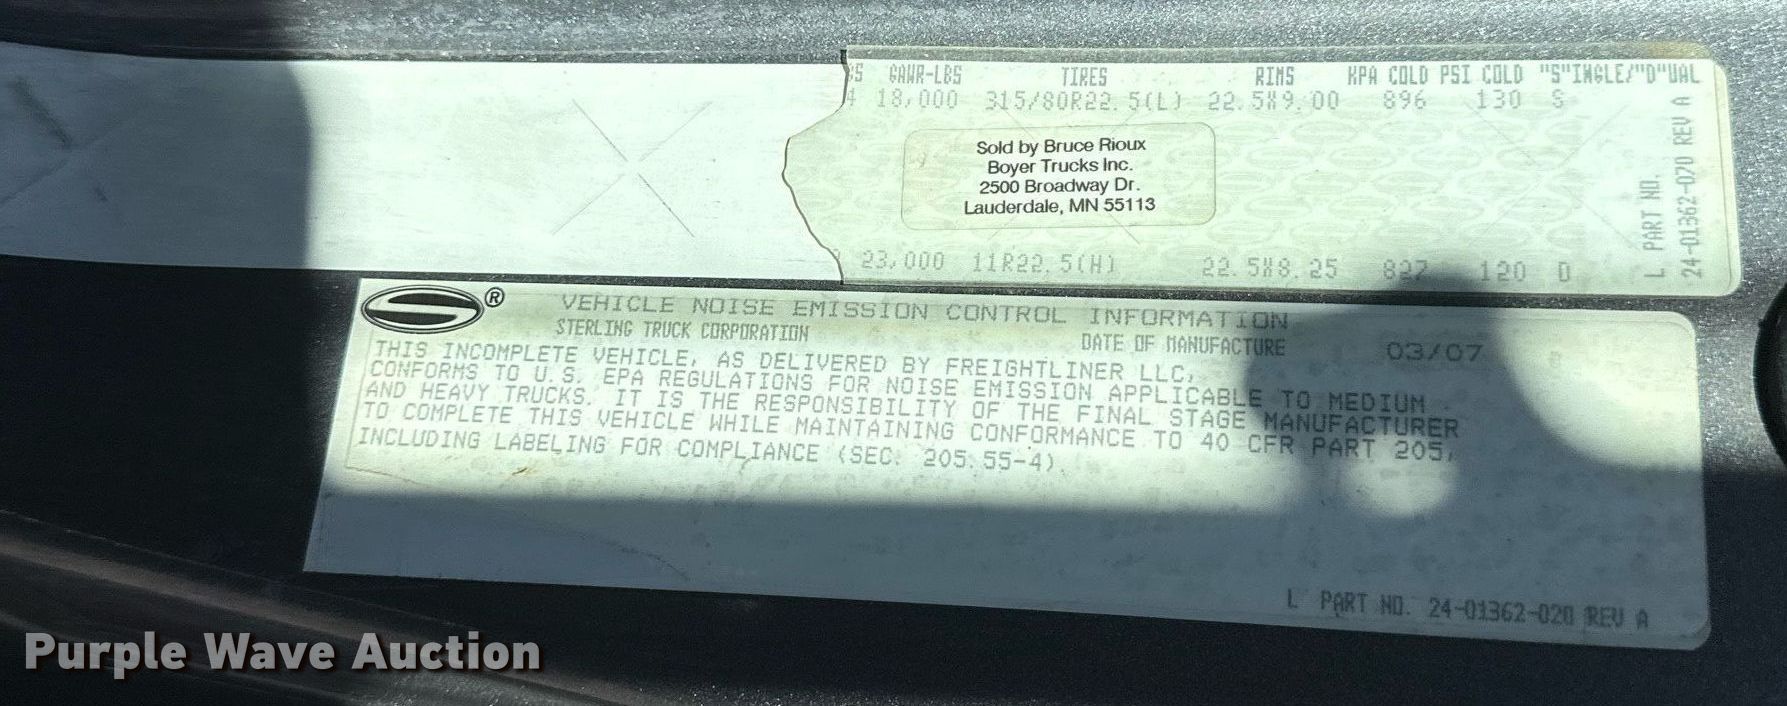 GAWR-LBS TIRES RIMS KPA COLD PSI COLD "S"INGLE/"D"UAL
4 18,000 315/80R22.5(L) 22.5X9.00 896 130 S
Sold by Bruce Rioux
Boyer Trucks Inc.
2500 Broadway Dr.
Lauderdale, MN 55113
23,000 11R22.5(H) 22.5X8.25 827 120 D
L PART NO.
24-01362-070 REV A
®
VEHICLE NOISE EMISSION CONTROL INFORMATION
STERLING TRUCK CORPORATION DATE OF MANUFACTURE 03/07
THIS INCOMPLETE VEHICLE, AS DELIVERED BY FREIGHTLINER LLC,
CONFORMS TO U.S. EPA REGULATIONS FOR NOISE EMISSION APPLICABLE TO MEDIUM
AND HEAVY TRUCKS. IT IS THE RESPONSIBILITY OF THE FINAL STAGE MANUFACTURER
TO COMPLETE THIS VEHICLE WHILE MAINTAINING CONFORMANCE TO 40 CFR PART 205,
INCLUDING LABELING FOR COMPLIANCE (SEC. 205.55-4).
L PART NO. 24-01362-020 REV A
Purple Wave Auction